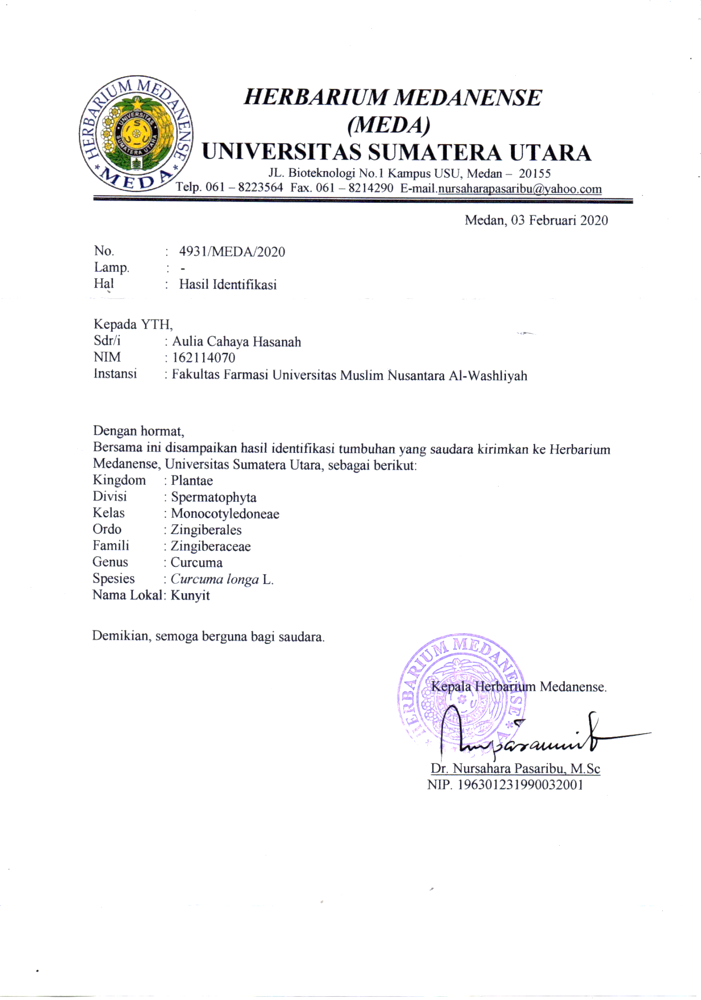 HERBARIUM MEDANENSE
* MEDA *
UNIVERSITAS
SUMATERA UTARA
HERBARIUM MEDANENSE
(MEDA)
UNIVERSITAS SUMATERA UTARA
JL. Bioteknologi No.1 Kampus USU, Medan – 20155
Telp. 061 – 8223564 Fax. 061 – 8214290 E-mail.nursaharapasaribu@yahoo.com
Medan, 03 Februari 2020
No. : 4931/MEDA/2020
Lamp. : -
Hal : Hasil Identifikasi
Kepada YTH,
Sdr/i : Aulia Cahaya Hasanah
NIM : 162114070
Instansi : Fakultas Farmasi Universitas Muslim Nusantara Al-Washliyah
Dengan hormat,
Bersama ini disampaikan hasil identifikasi tumbuhan yang saudara kirimkan ke Herbarium
Medanense, Universitas Sumatera Utara, sebagai berikut:
Kingdom : Plantae
Divisi : Spermatophyta
Kelas : Monocotyledoneae
Ordo : Zingiberales
Famili : Zingiberaceae
Genus : Curcuma
Spesies : Curcuma longa L.
Nama Lokal: Kunyit
Demikian, semoga berguna bagi saudara.
HERBARIUM MEDANENSE
Kepala Herbarium Medanense.
Dr. Nursahara Pasaribu, M.Sc
NIP. 196301231990032001